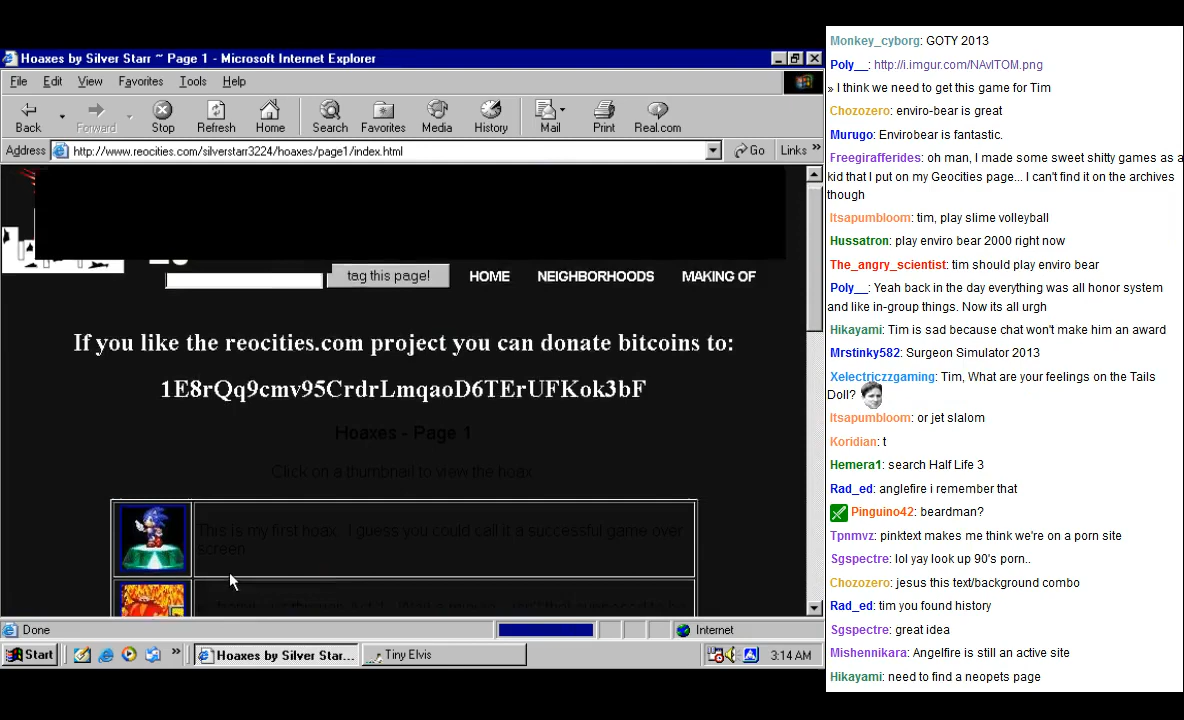 Hoaxes by Silver Starr ~ Page 1 - Microsoft Internet Explorer
File Edit View Favorites Tools Help
Back Forward Stop Refresh Home Search Favorites Media History Mail Print Real.com
Address http://www.reocities.com/silverstarr3224/hoaxes/page1/index.html Go Links »
tag this page! HOME NEIGHBORHOODS MAKING OF
If you like the reocities.com project you can donate bitcoins to:
1E8rQq9cmv95CrdrLmqaoD6TErUFKok3bF
Hoaxes - Page 1
Click on a thumbnail to view the hoax
This is my first hoax. I guess you could call it a successful game over
screen
Done Internet
Start » Hoaxes by Silver Starr... Tiny Elvis 3:14 AM
Monkey_cyborg: GOTY 2013
Poly__: http://i.imgur.com/NAvITOM.png
» I think we need to get this game for Tim
Chozozero: enviro-bear is great
Murugo: Envirobear is fantastic.
Freegirafferides: oh man, I made some sweet shitty games as a
kid that I put on my Geocities page... I can't find it on the archives
though
Itsapumbloom: tim, play slime volleyball
Hussatron: play enviro bear 2000 right now
The_angry_scientist: tim should play enviro bear
Poly__: Yeah back in the day everything was all honor system
and like in-group things. Now its all urgh
Hikayami: Tim is sad because chat won't make him an award
Mrstinky582: Surgeon Simulator 2013
Xelectriczzgaming: Tim, What are your feelings on the Tails
Doll?
Itsapumbloom: or jet slalom
Koridian: t
Hemera1: search Half Life 3
Rad_ed: anglefire i remember that
Pinguino42: beardman?
Tpnmvz: pinktext makes me think we're on a porn site
Sgspectre: lol yay look up 90's porn..
Chozozero: jesus this text/background combo
Rad_ed: tim you found history
Sgspectre: great idea
Mishennikara: Angelfire is still an active site
Hikayami: need to find a neopets page